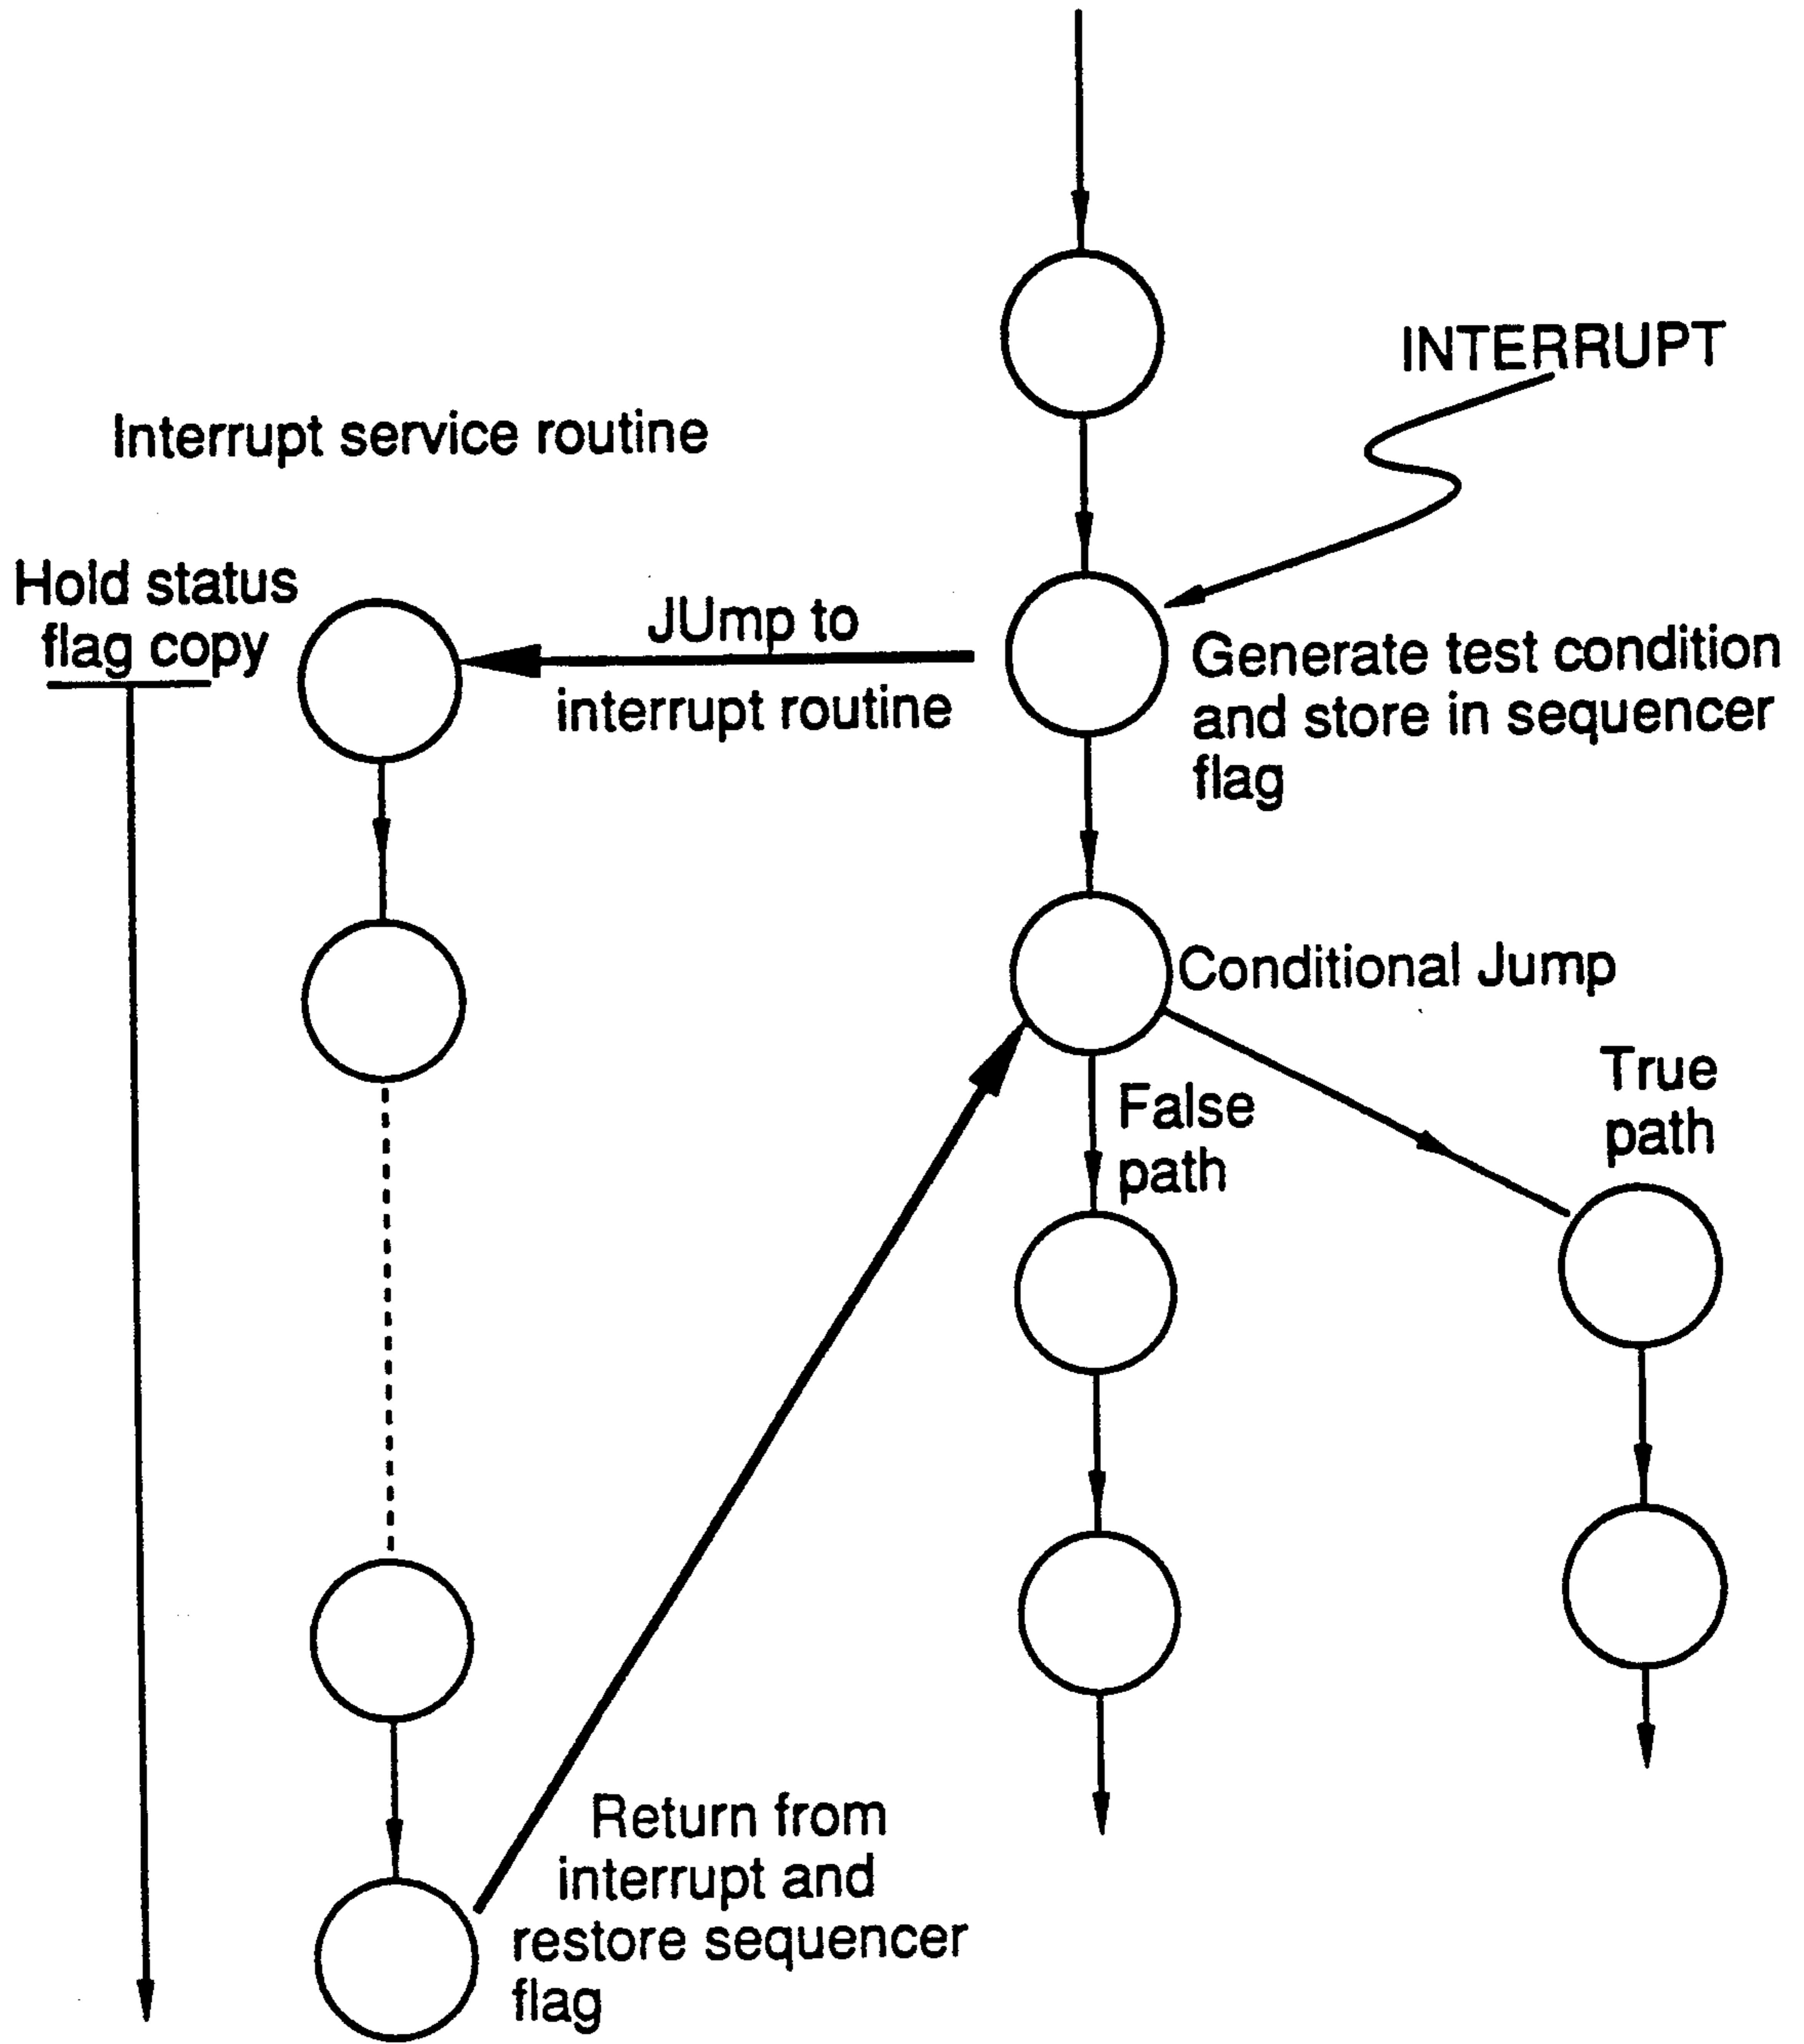 INTERRUPT
Interrupt service routine
Hold status
flag copy
JUmp to
interrupt routine
Generate test condition
and store in sequencer
flag
Conditional Jump
False
path
True
path
Return from
interrupt and
restore sequencer
flag